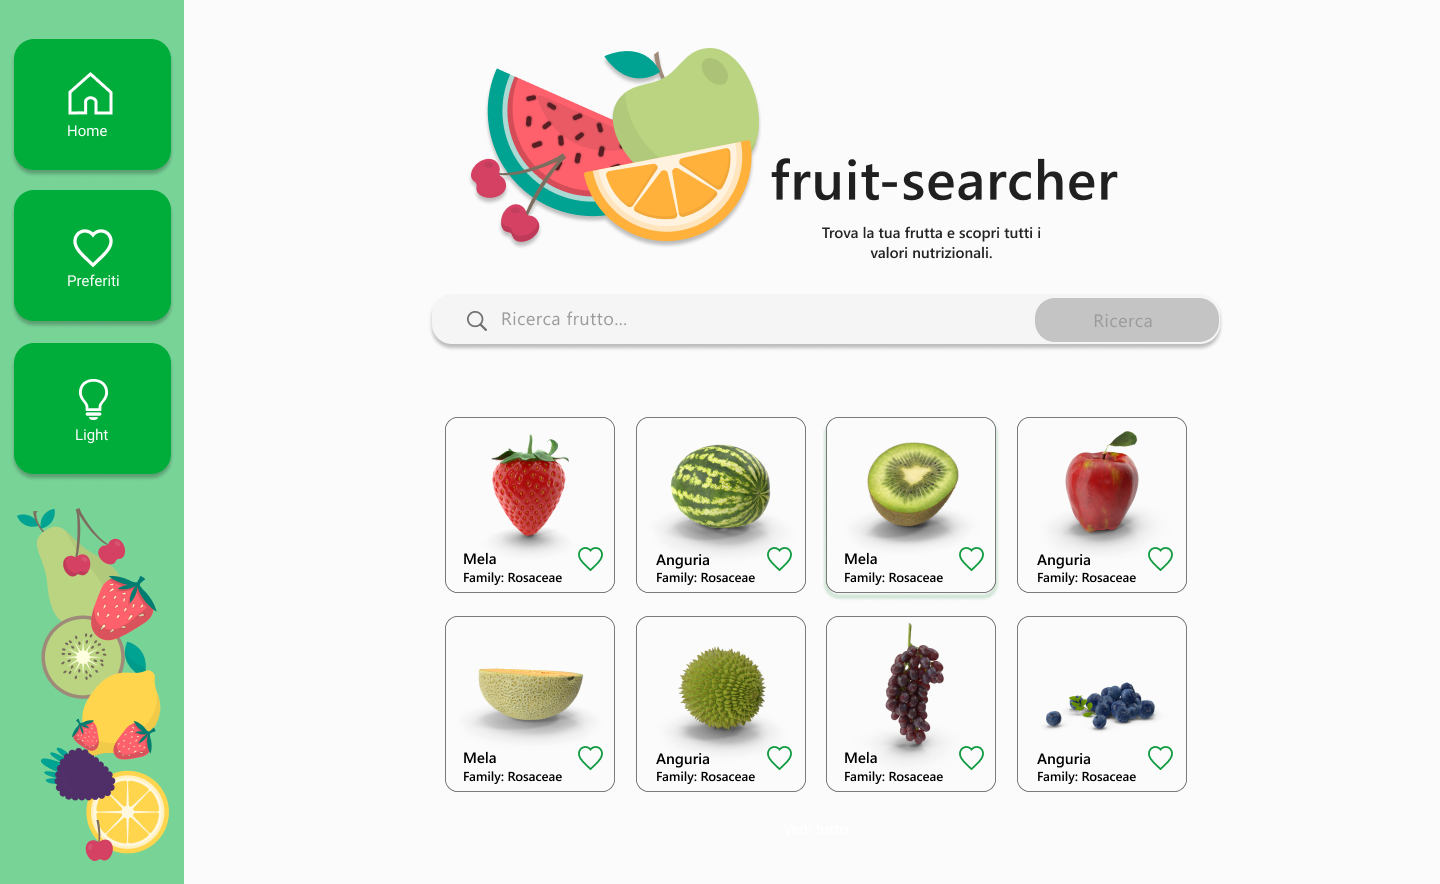 Home
Preferiti
Light
fruit-searcher
Trova la tua frutta e scopri tutti i
valori nutrizionali.
Ricerca frutto...
Ricerca
Mela
Family: Rosaceae
Anguria
Family: Rosaceae
Mela
Family: Rosaceae
Anguria
Family: Rosaceae
Mela
Family: Rosaceae
Anguria
Family: Rosaceae
Mela
Family: Rosaceae
Anguria
Family: Rosaceae